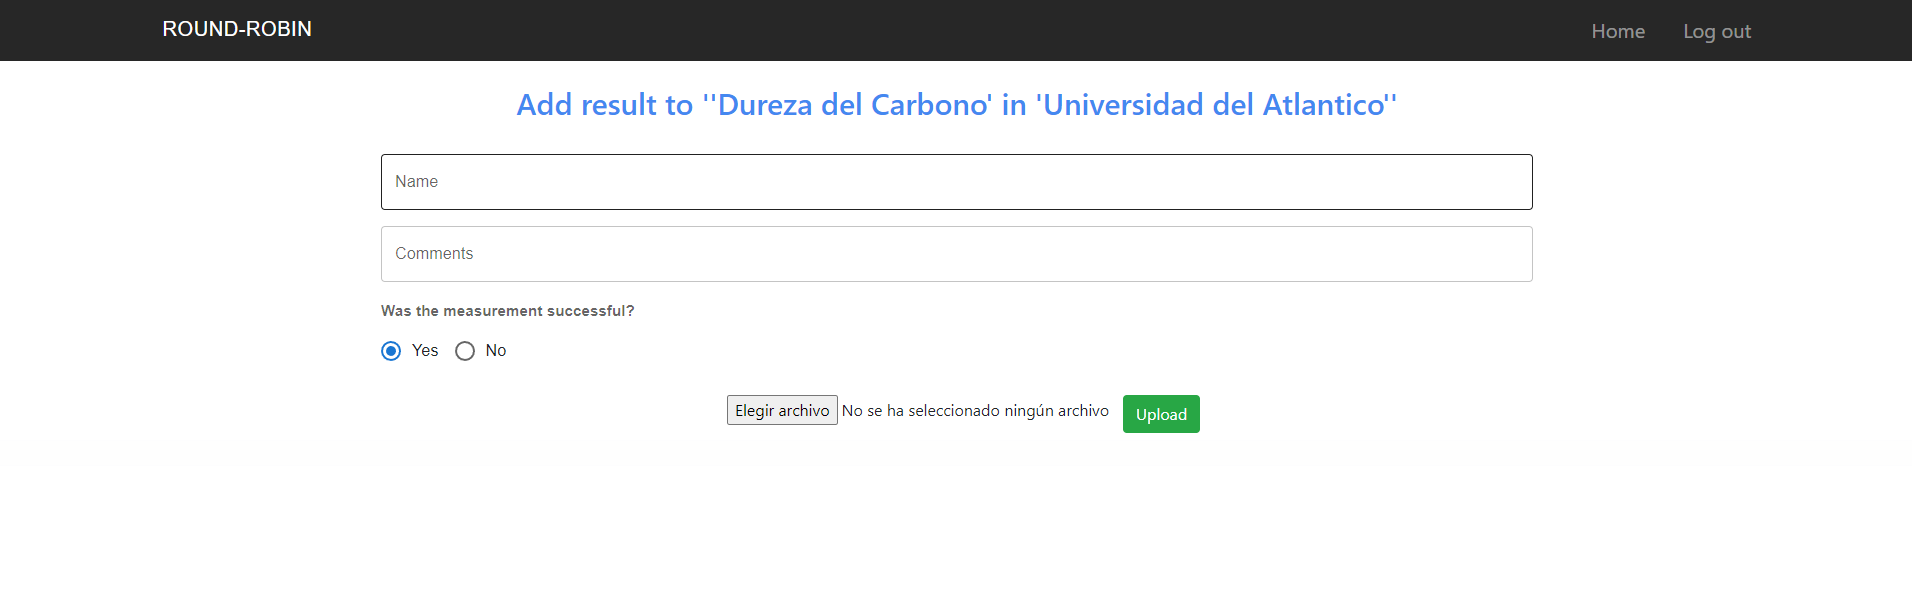 ROUND-ROBIN Home Log out
Add result to ''Dureza del Carbono' in 'Universidad del Atlantico''
Name
Comments
Was the measurement successful?
Yes No
Elegir archivo No se ha seleccionado ningún archivo Upload